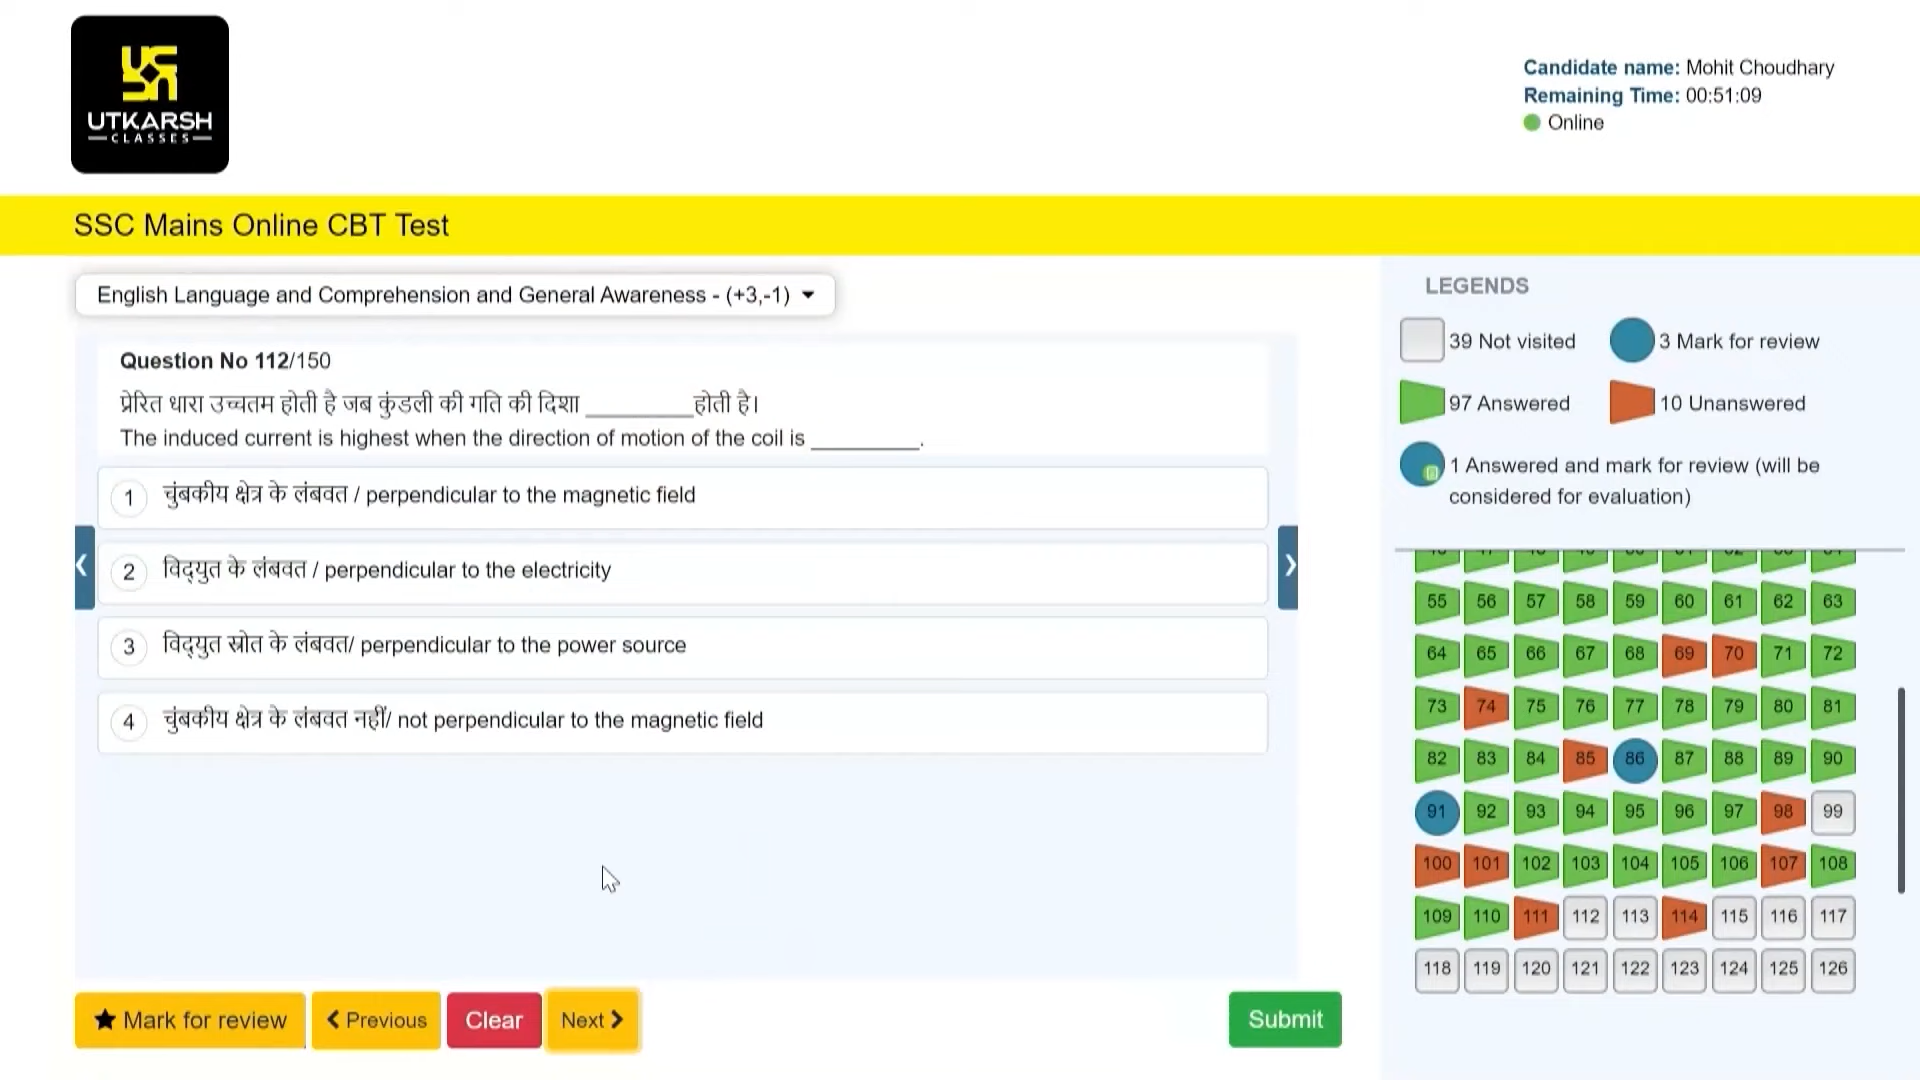 UTKARSH
CLASSES
Candidate name: Mohit Choudhary
Remaining Time: 00:51:09
Online
SSC Mains Online CBT Test
English Language and Comprehension and General Awareness - (+3,-1)
Question No 112/150
प्रेरित धारा उच्चतम होती है जब कुंडली की गति की दिशा _________होती है।
The induced current is highest when the direction of motion of the coil is _________.
1 चुंबकीय क्षेत्र के लंबवत / perpendicular to the magnetic field
2 विद्युत के लंबवत / perpendicular to the electricity
3 विद्युत स्रोत के लंबवत/ perpendicular to the power source
4 चुंबकीय क्षेत्र के लंबवत नहीं/ not perpendicular to the magnetic field
Mark for review
Previous
Clear
Next
Submit
LEGENDS
39 Not visited
3 Mark for review
97 Answered
10 Unanswered
1 Answered and mark for review (will be
considered for evaluation)
55 56 57 58 59 60 61 62 63
64 65 66 67 68 69 70 71 72
73 74 75 76 77 78 79 80 81
82 83 84 85 86 87 88 89 90
91 92 93 94 95 96 97 98 99
100 101 102 103 104 105 106 107 108
109 110 111 112 113 114 115 116 117
118 119 120 121 122 123 124 125 126